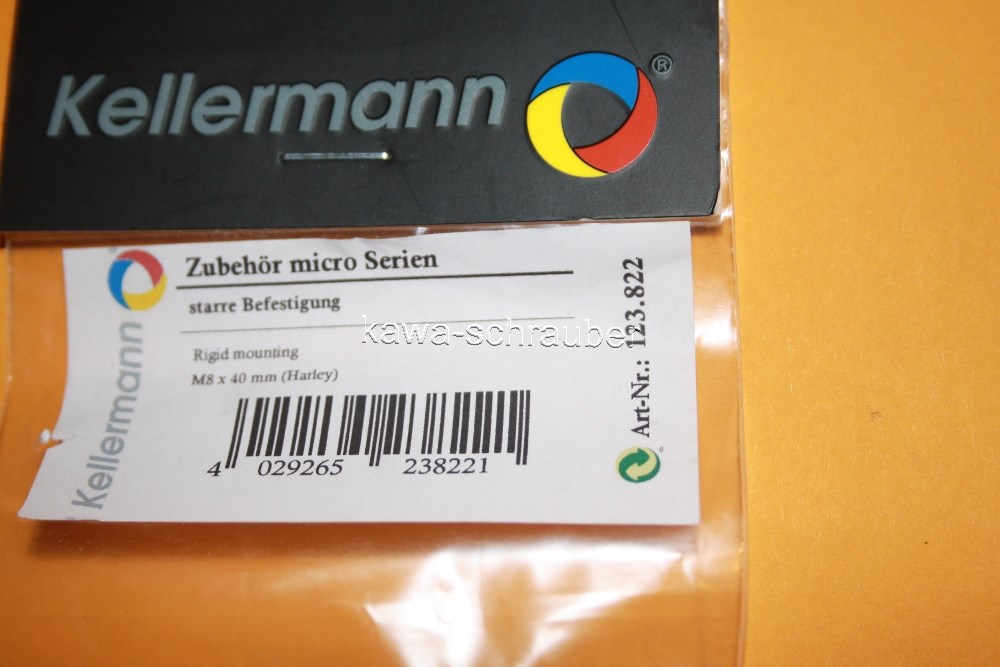 Kellermann ®
Kellermann
Zubehör micro Serien
starre Befestigung
kawa-schrauber
Rigid mounting
M8 x 40 mm (Harley)
4 029265 238221
Art-Nr.: 123.822